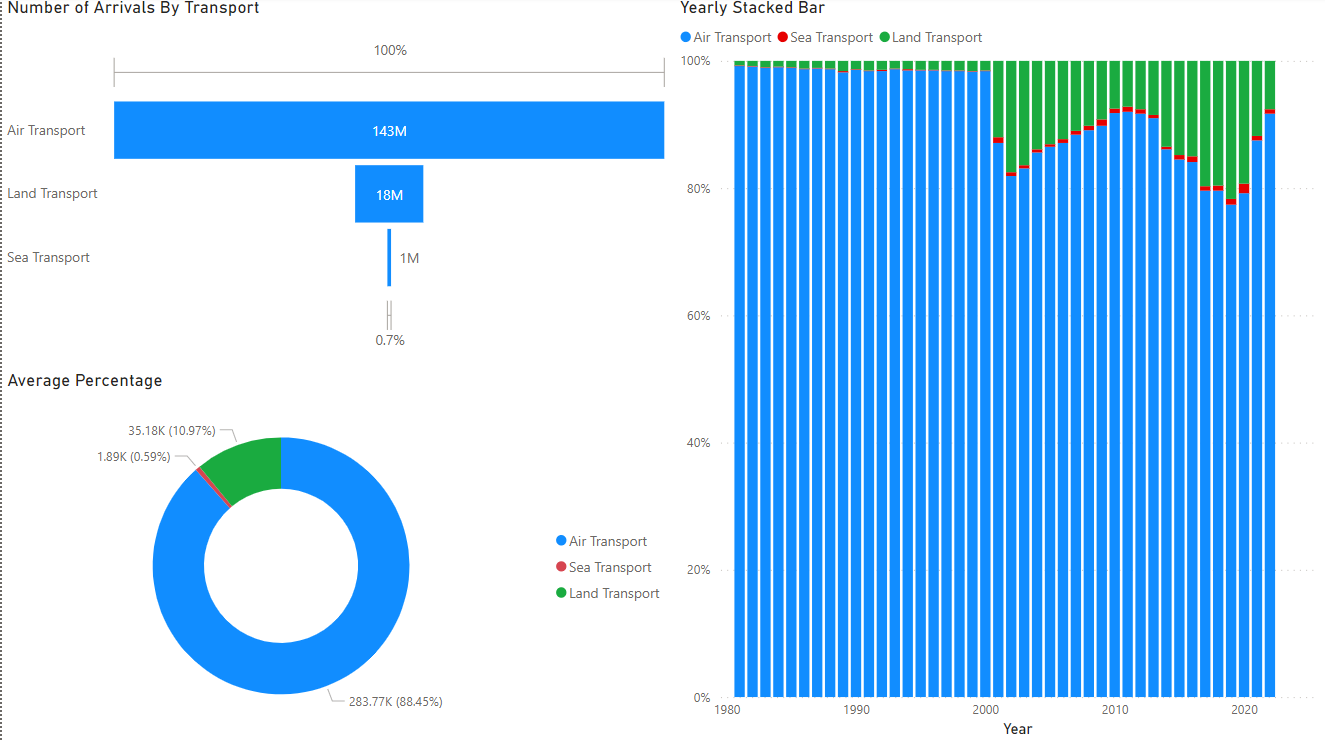 Number of Arrivals By Transport
100%
Air Transport
143M
Land Transport
18M
Sea Transport
1M
0.7%
Average Percentage
35.18K (10.97%)
1.89K (0.59%)
283.77K (88.45%)
Air Transport
Sea Transport
Land Transport
Yearly Stacked Bar
Air Transport Sea Transport Land Transport
100%
80%
60%
40%
20%
0%
1980 1990 2000 2010 2020
Year